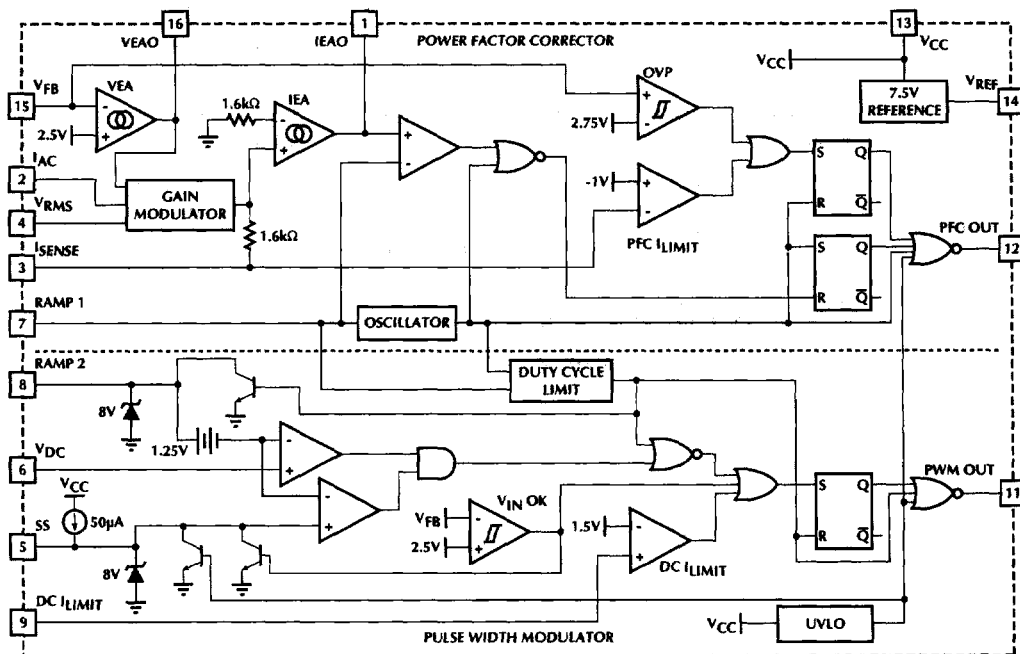 16
1
13
VEAO
IEAO
POWER FACTOR CORRECTOR
VCC
VCC
VFB
15
VEA
-
+
2.5V
1.6kΩ
IEA
-
+
OVP
+
-
2.75V
7.5V
REFERENCE
VREF
14
IAC
2
+
-
S
Q
R
Q
VRMS
4
GAIN
MODULATOR
-1V
+
-
PFC ILIMIT
1.6kΩ
ISENSE
3
S
Q
R
Q
PFC OUT
12
RAMP 1
7
OSCILLATOR
RAMP 2
8
DUTY CYCLE
LIMIT
8V
1.25V
VDC
6
-
+
-
+
VCC
50µA
SS
5
8V
VFB
2.5V
-
+
VIN OK
1.5V
-
+
DC ILIMIT
S
Q
R
Q
PWM OUT
11
DC ILIMIT
9
PULSE WIDTH MODULATOR
VCC
UVLO